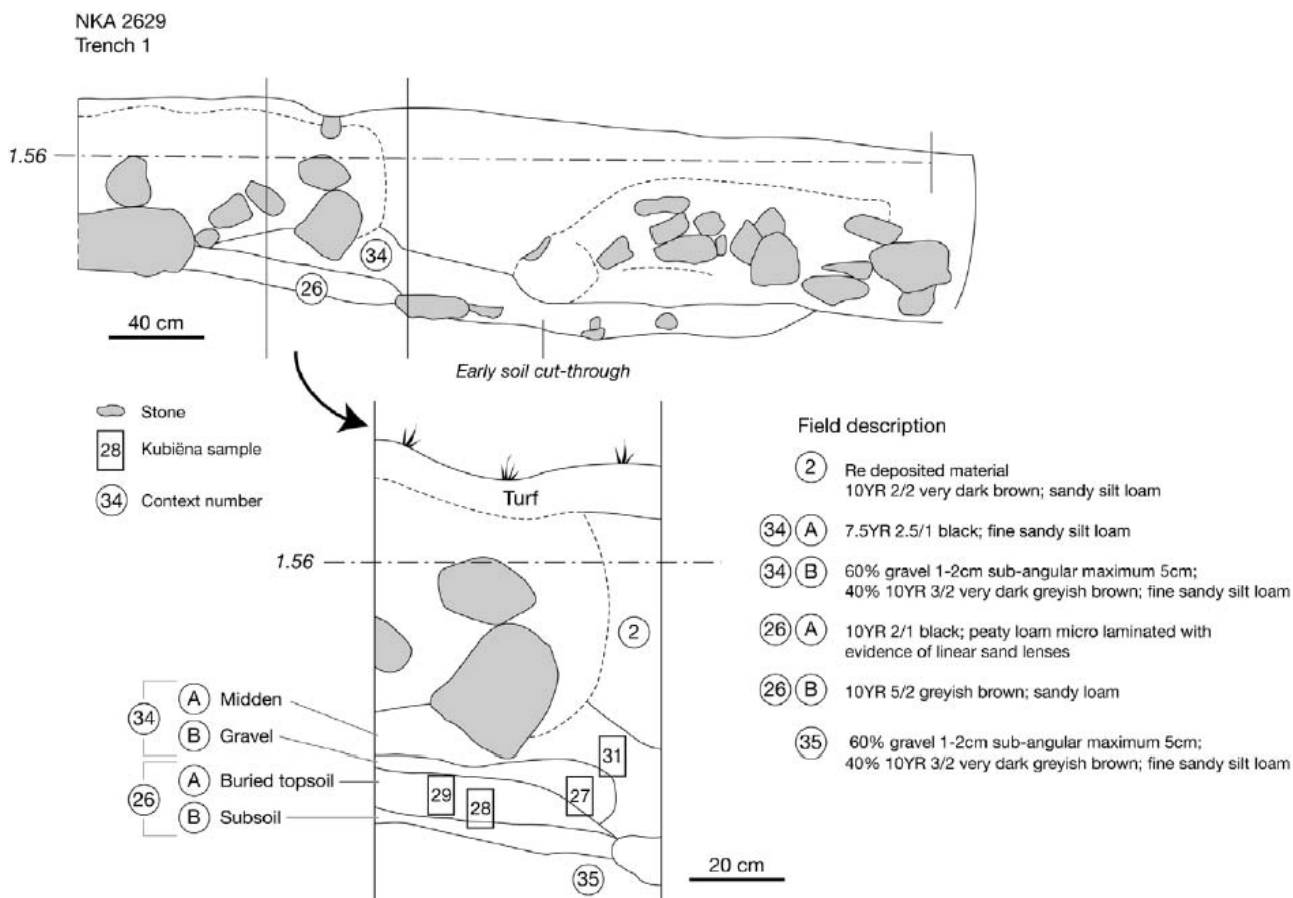 NKA 2629
Trench 1
1.56
34
26
40 cm
Early soil cut-through
Stone
28 Kubiëna sample
34 Context number
Turf
1.56
2
34
A Midden
B Gravel
26
A Buried topsoil
B Subsoil
31
29
28
27
35
20 cm
Field description
2 Re deposited material
10YR 2/2 very dark brown; sandy silt loam
34 A 7.5YR 2.5/1 black; fine sandy silt loam
34 B 60% gravel 1-2cm sub-angular maximum 5cm;
40% 10YR 3/2 very dark greyish brown; fine sandy silt loam
26 A 10YR 2/1 black; peaty loam micro laminated with
evidence of linear sand lenses
26 B 10YR 5/2 greyish brown; sandy loam
35 60% gravel 1-2cm sub-angular maximum 5cm;
40% 10YR 3/2 very dark greyish brown; fine sandy silt loam